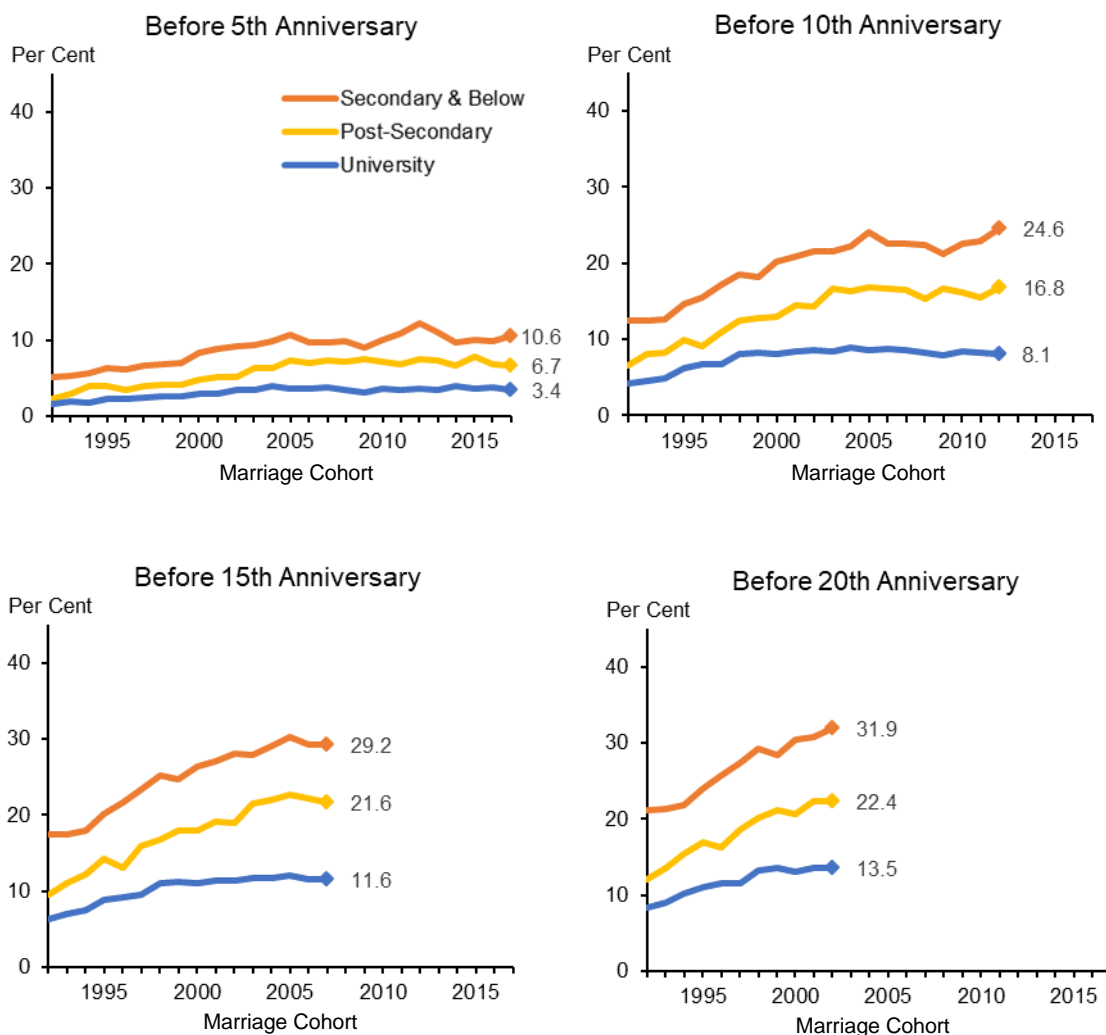 Before 5th Anniversary
Per Cent
40
30
20
10
0
Secondary & Below
Post-Secondary
University
10.6
6.7
3.4
1995 2000 2005 2010 2015
Marriage Cohort
Before 10th Anniversary
Per Cent
40
30
20
10
0
24.6
16.8
8.1
1995 2000 2005 2010 2015
Marriage Cohort
Before 15th Anniversary
Per Cent
40
30
20
10
0
29.2
21.6
11.6
1995 2000 2005 2010 2015
Marriage Cohort
Before 20th Anniversary
Per Cent
40
30
20
10
0
31.9
22.4
13.5
1995 2000 2005 2010 2015
Marriage Cohort